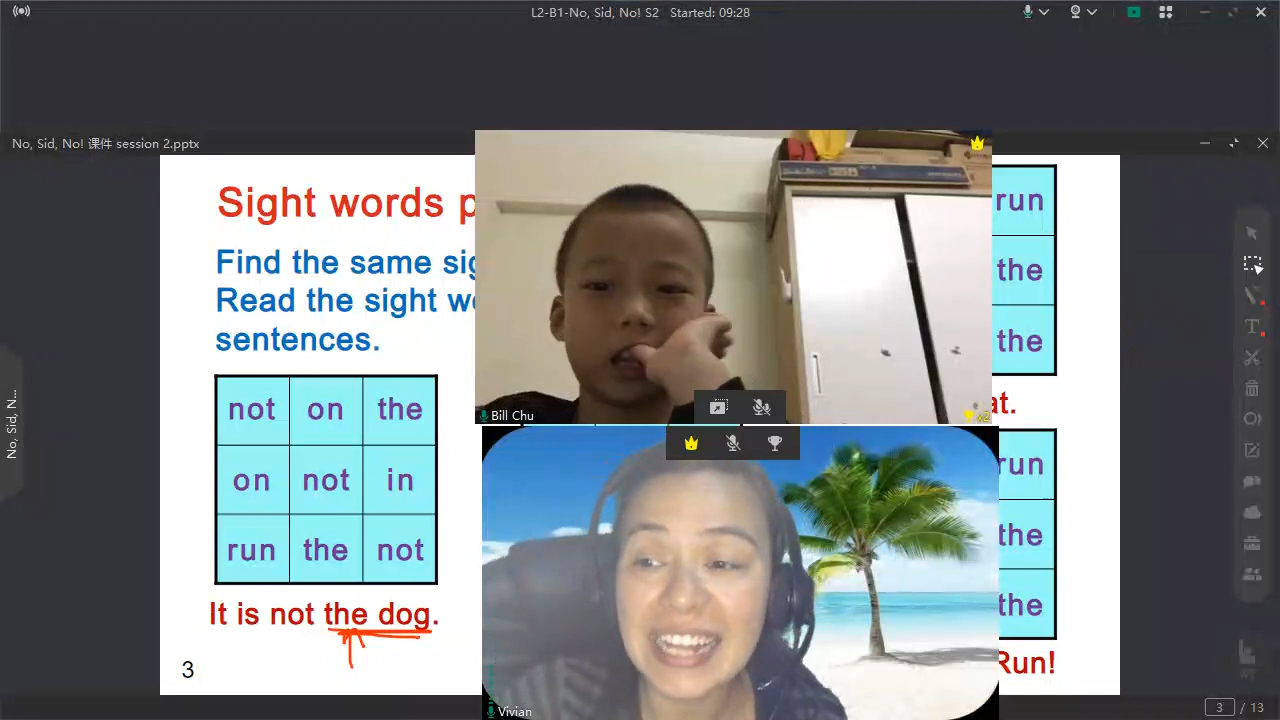 L2-B1-No, Sid, No! S2 Started: 09:28
No, Sid, No! 课件 session 2.pptx
Sight words p
Find the same sig
Read the sight wo
sentences.
not on the
on not in
run the not
It is not the dog.
3
run
the
the
at.
run
the
the
Run!
Bill Chu
x2
Vivian
No, Sid, N...
3 / 13